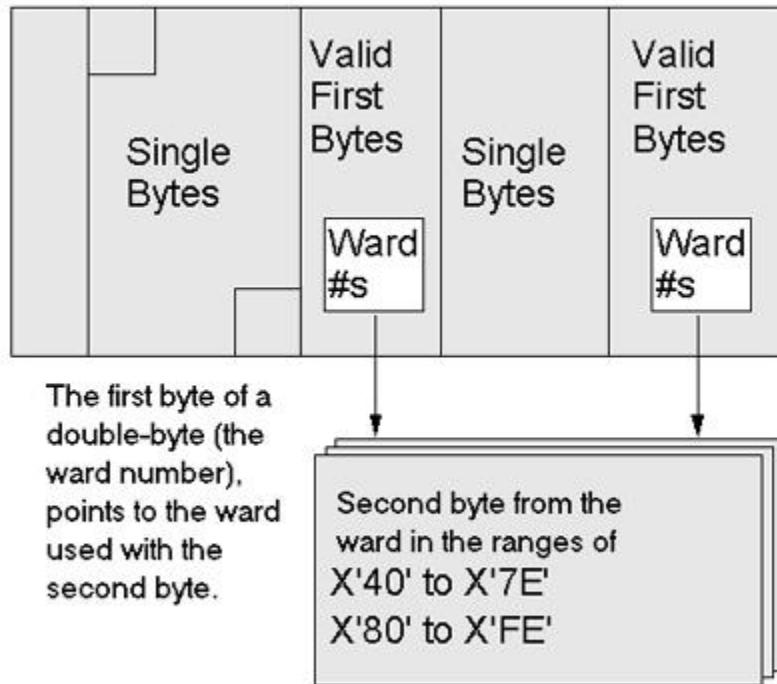 Single
Bytes
Valid
First
Bytes
Ward
#s
Single
Bytes
Valid
First
Bytes
Ward
#s
The first byte of a
double-byte (the
ward number),
points to the ward
used with the
second byte.
Second byte from the
ward in the ranges of
X'40' to X'7E'
X'80' to X'FE'